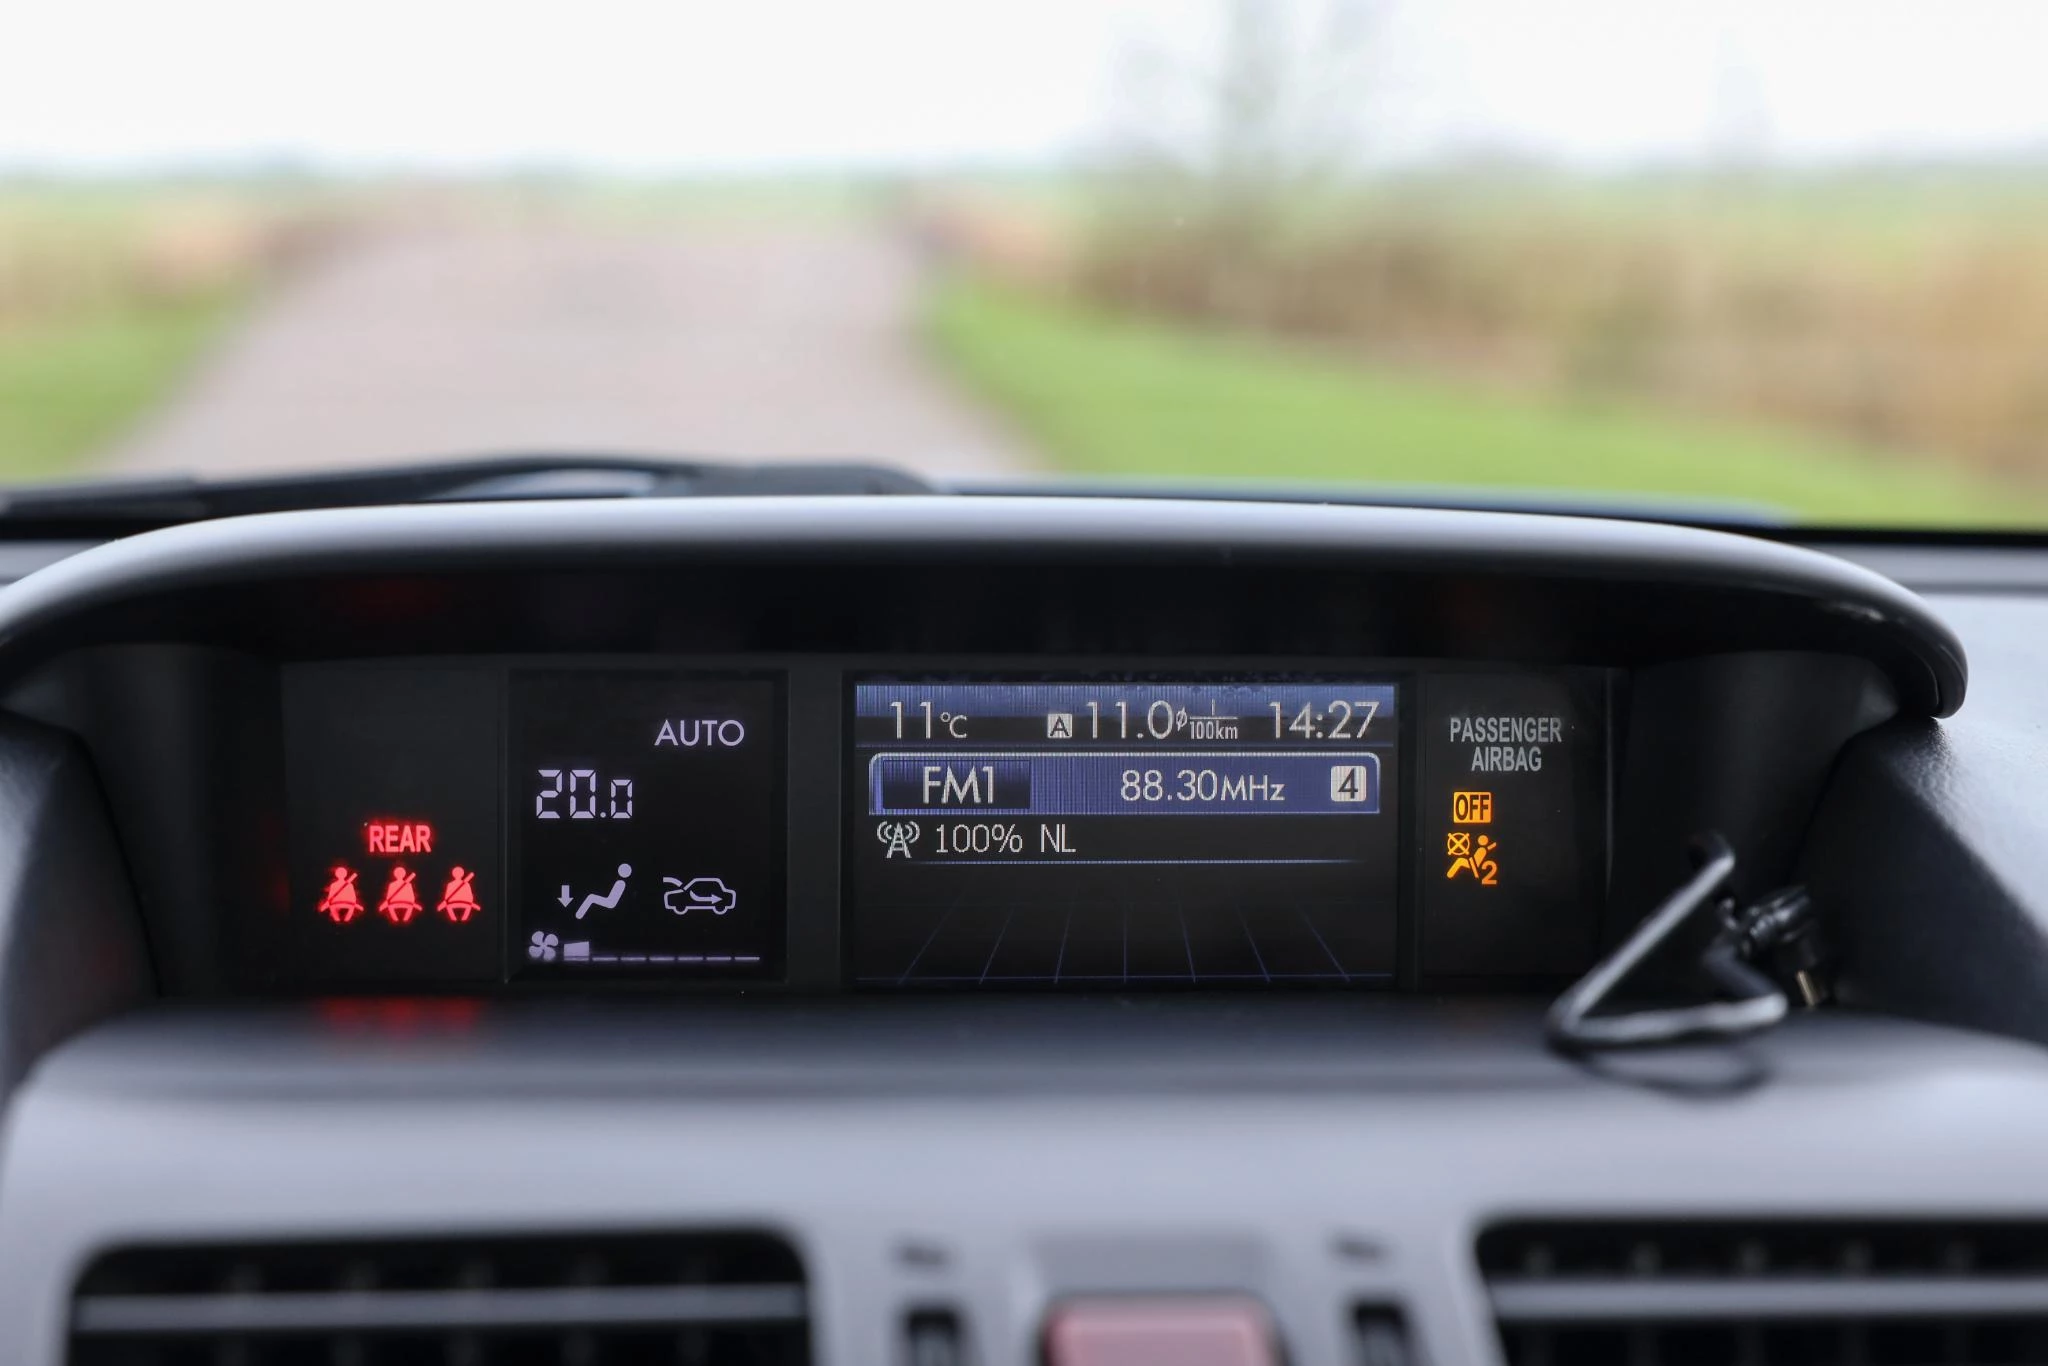 REAR
AUTO
20.0
11°C A 11.0 ø L/100km 14:27
FM1 88.30MHz 4
100% NL
PASSENGER
AIRBAG
OFF
2